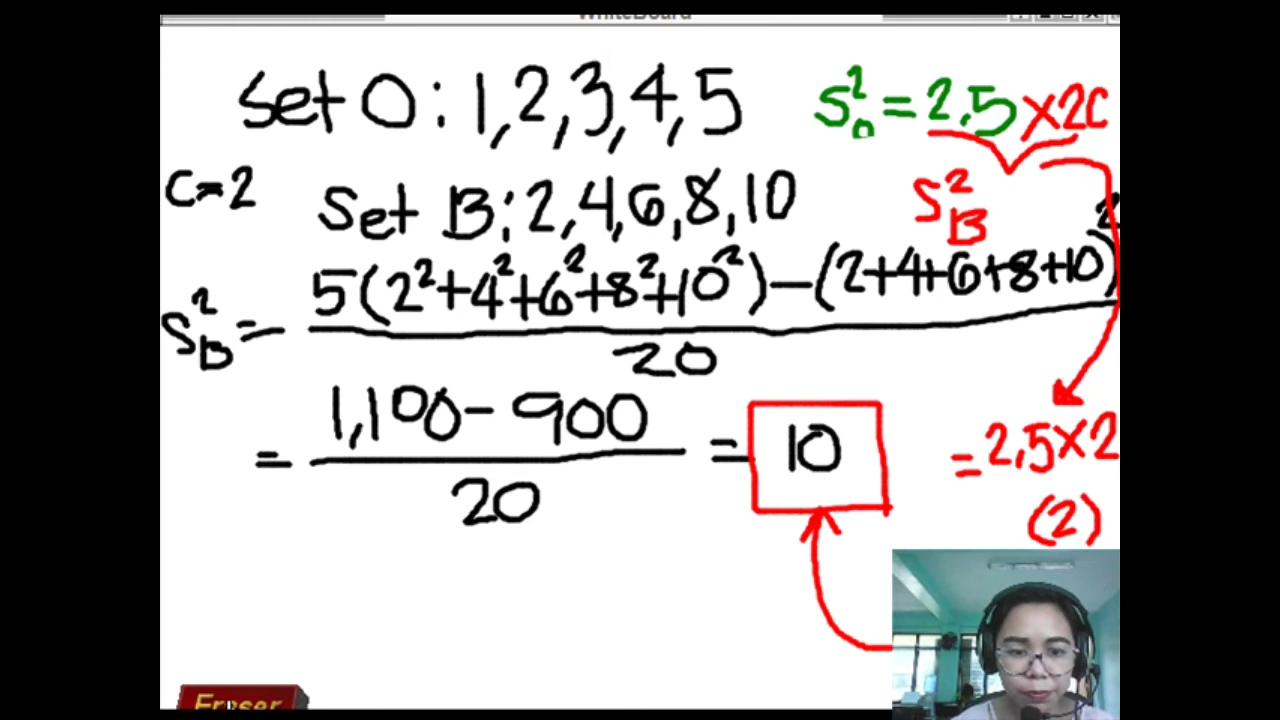 WhiteBoard
Set O: 1, 2, 3, 4, 5
S²₀ = 2.5 × 2C
C = 2
Set B: 2, 4, 6, 8, 10
S²B
S²B = 5(2² + 4² + 6² + 8² + 10²) − (2 + 4 + 6 + 8 + 10)²
20
= 1,100 − 900
20
= 10
= 2.5 × 2
(2)
Eraser